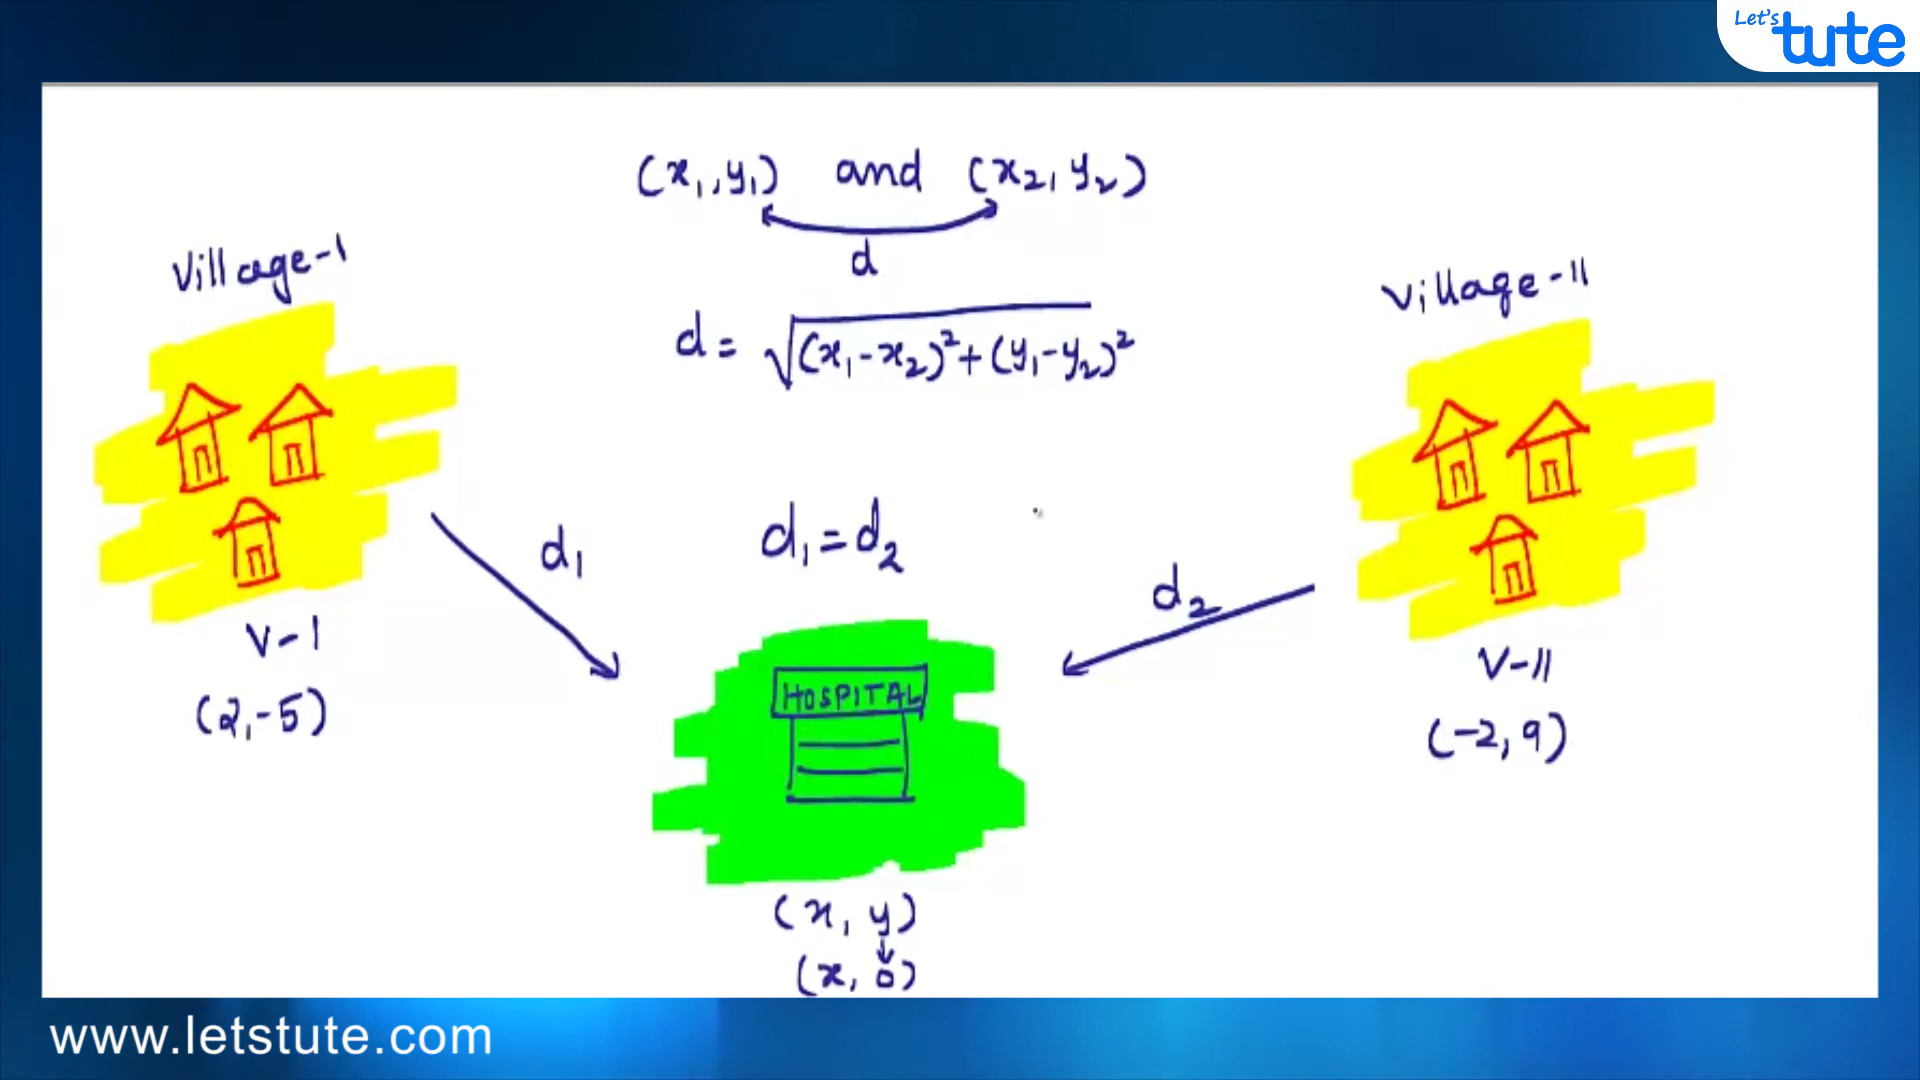 Let's
tute
(x₁, y₁) and (x₂, y₂)
d
d = √(x₁-x₂)²+(y₁-y₂)²
Village-I
Village-II
d₁
d₁=d₂
d₂
V-I
(2,-5)
HOSPITAL
V-II
(-2, 9)
(x, y)
(x, 0)
www.letstute.com